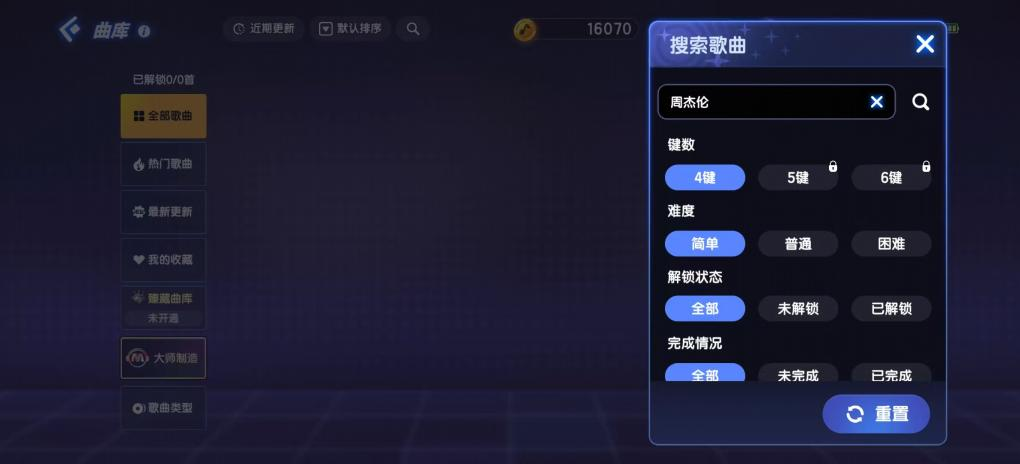 曲库
近期更新
默认排序
16070
已解锁0/0首
全部歌曲
热门歌曲
最新更新
我的收藏
臻藏曲库
未开通
大师制造
歌曲类型
搜索歌曲
周杰伦
键数
4键 5键 6键
难度
简单 普通 困难
解锁状态
全部 未解锁 已解锁
完成情况
全部 未完成 已完成
重置